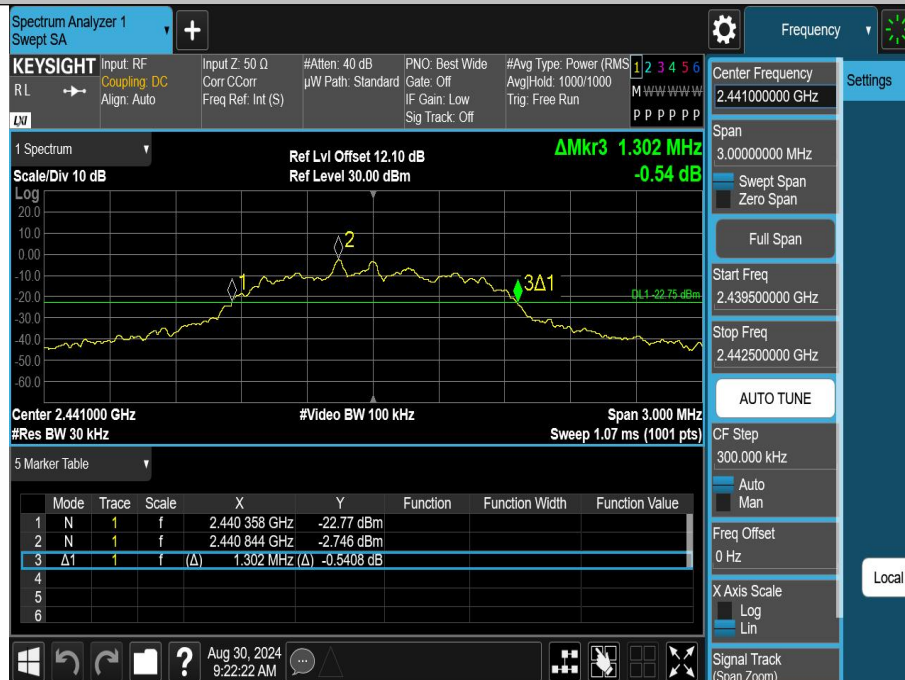 Spectrum Analyzer 1
Swept SA
+
Frequency
KEYSIGHT
RL
LXI
Input: RF
Coupling: DC
Align: Auto
Input Z: 50 Ω
Corr CCorr
Freq Ref: Int (S)
#Atten: 40 dB
µW Path: Standard
PNO: Best Wide
Gate: Off
IF Gain: Low
Sig Track: Off
#Avg Type: Power (RMS
Avg|Hold: 1000/1000
Trig: Free Run
1 2 3 4 5 6
M W W W W W
P P P P P P
1 Spectrum
Scale/Div 10 dB
Ref Lvl Offset 12.10 dB
Ref Level 30.00 dBm
ΔMkr3 1.302 MHz
-0.54 dB
Log
20.0
10.0
0.00
-10.0
-20.0
-30.0
-40.0
-50.0
-60.0
1
2
3Δ1
DL1 -22.75 dBm
Center 2.441000 GHz
#Video BW 100 kHz
Span 3.000 MHz
#Res BW 30 kHz
Sweep 1.07 ms (1001 pts)
5 Marker Table
Mode Trace Scale X Y Function Function Width Function Value
1 N 1 f 2.440 358 GHz -22.77 dBm
2 N 1 f 2.440 844 GHz -2.746 dBm
3 Δ1 1 f (Δ) 1.302 MHz (Δ) -0.5408 dB
4
5
6
?
Aug 30, 2024
9:22:22 AM
Center Frequency
2.441000000 GHz
Span
3.00000000 MHz
Swept Span
Zero Span
Full Span
Start Freq
2.439500000 GHz
Stop Freq
2.442500000 GHz
AUTO TUNE
CF Step
300.000 kHz
Auto
Man
Freq Offset
0 Hz
X Axis Scale
Log
Lin
Signal Track
(Span Zoom)
Settings
Local